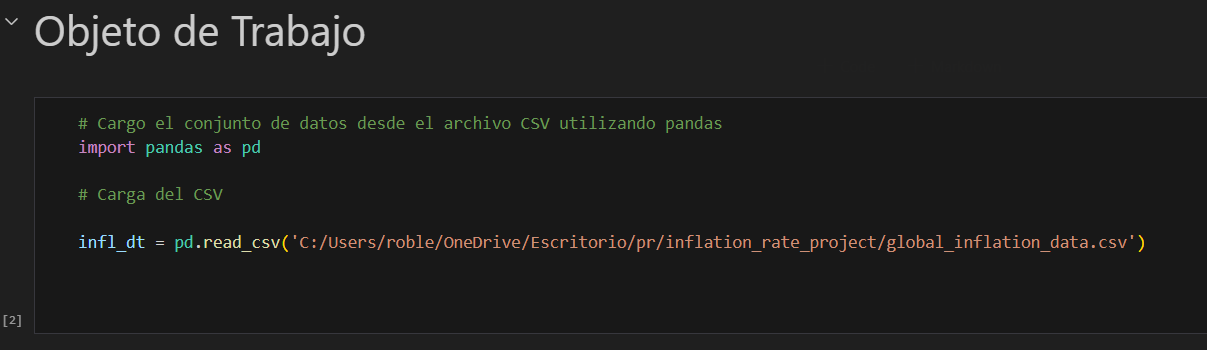 Objeto de Trabajo
# Cargo el conjunto de datos desde el archivo CSV utilizando pandas
import pandas as pd
# Carga del CSV
infl_dt = pd.read_csv('C:/Users/roble/OneDrive/Escritorio/pr/inflation_rate_project/global_inflation_data.csv')
[2]